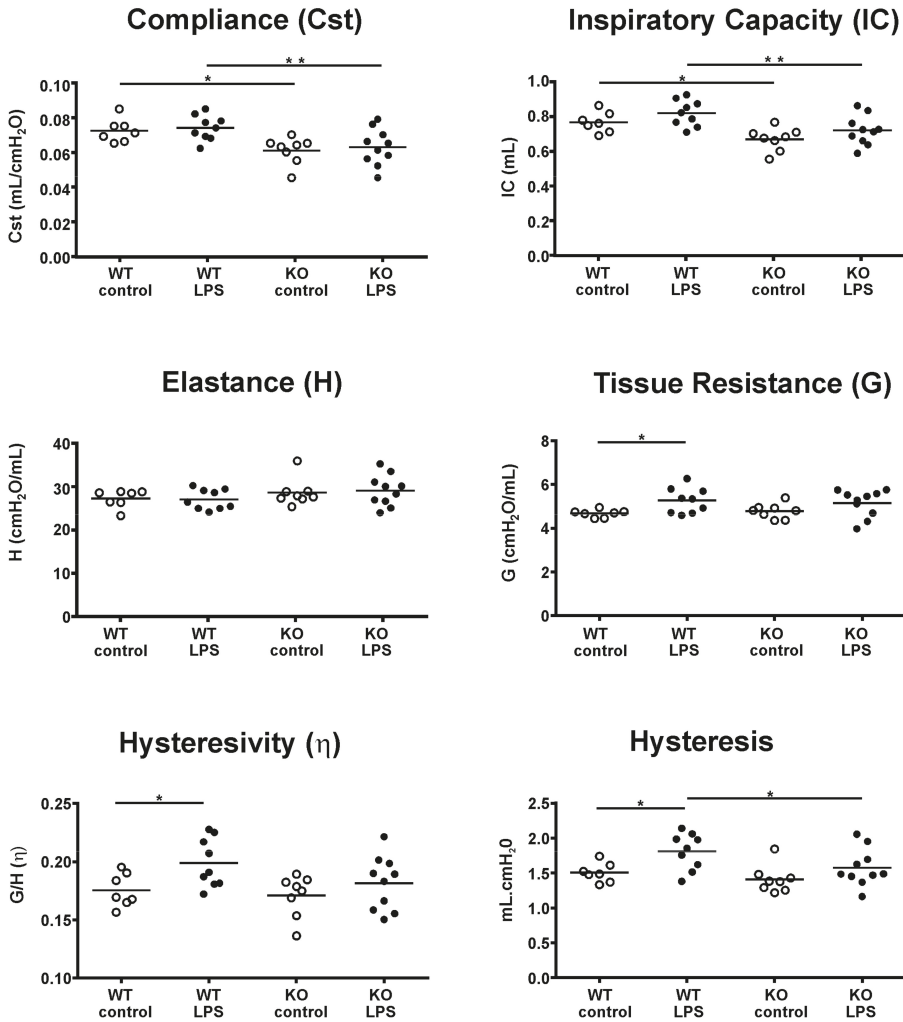 Compliance (Cst)
* *
*
0.10
0.08
0.06
0.04
0.02
0.00
Cst (mL/cmH₂O)
WT
control
WT
LPS
KO
control
KO
LPS
Inspiratory Capacity (IC)
* *
*
1.0
0.8
0.6
0.4
0.2
0.0
IC (mL)
WT
control
WT
LPS
KO
control
KO
LPS
Elastance (H)
40
30
20
10
0
H (cmH₂O/mL)
WT
control
WT
LPS
KO
control
KO
LPS
Tissue Resistance (G)
*
8
6
4
2
0
G (cmH₂O/mL)
WT
control
WT
LPS
KO
control
KO
LPS
Hysteresivity (η)
*
0.25
0.20
0.15
0.10
G/H (η)
WT
control
WT
LPS
KO
control
KO
LPS
Hysteresis
*
*
2.5
2.0
1.5
1.0
0.5
0.0
mL.cmH₂0
WT
control
WT
LPS
KO
control
KO
LPS